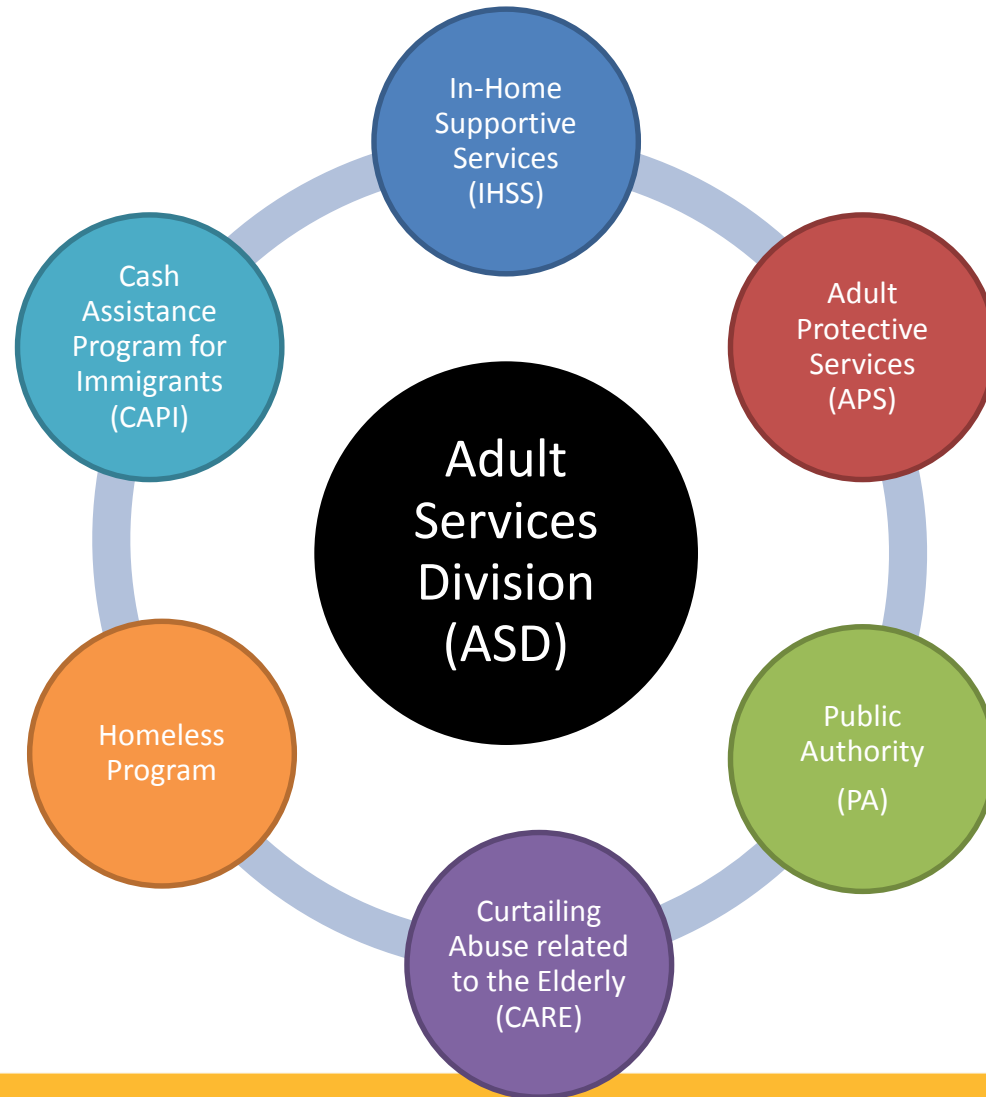 In-Home
Supportive
Services
(IHSS)
Adult
Protective
Services
(APS)
Public
Authority
(PA)
Curtailing
Abuse related
to the Elderly
(CARE)
Homeless
Program
Cash
Assistance
Program for
Immigrants
(CAPI)
Adult
Services
Division
(ASD)